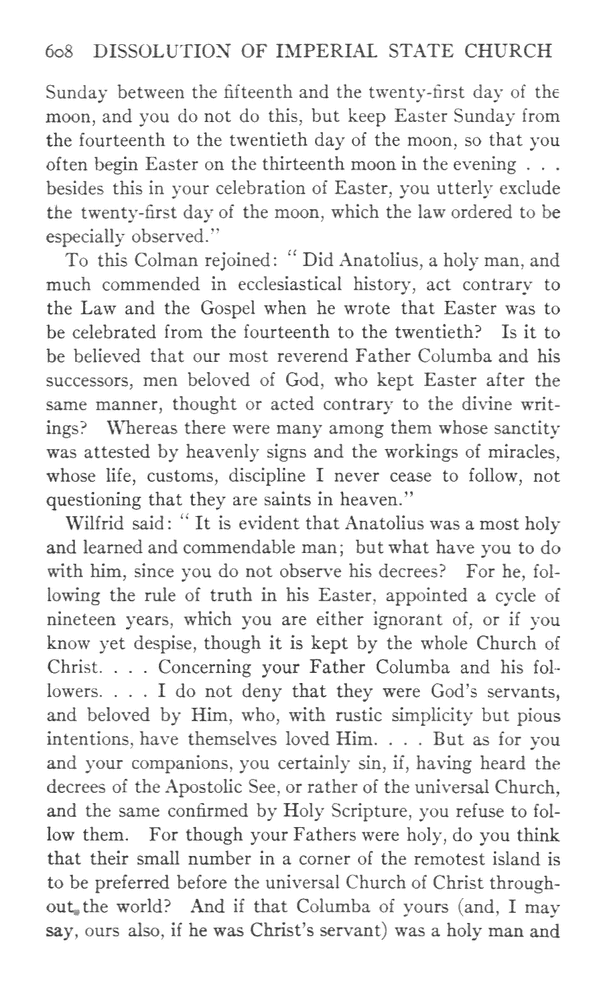 608 DISSOLUTION OF IMPERIAL STATE CHURCH
Sunday between the fifteenth and the twenty-first day of the
moon, and you do not do this, but keep Easter Sunday from
the fourteenth to the twentieth day of the moon, so that you
often begin Easter on the thirteenth moon in the evening . . .
besides this in your celebration of Easter, you utterly exclude
the twenty-first day of the moon, which the law ordered to be
especially observed.”
To this Colman rejoined: “ Did Anatolius, a holy man, and
much commended in ecclesiastical history, act contrary to
the Law and the Gospel when he wrote that Easter was to
be celebrated from the fourteenth to the twentieth? Is it to
be believed that our most reverend Father Columba and his
successors, men beloved of God, who kept Easter after the
same manner, thought or acted contrary to the divine writ-
ings? Whereas there were many among them whose sanctity
was attested by heavenly signs and the workings of miracles,
whose life, customs, discipline I never cease to follow, not
questioning that they are saints in heaven.”
Wilfrid said: “ It is evident that Anatolius was a most holy
and learned and commendable man; but what have you to do
with him, since you do not observe his decrees? For he, fol-
lowing the rule of truth in his Easter, appointed a cycle of
nineteen years, which you are either ignorant of, or if you
know yet despise, though it is kept by the whole Church of
Christ. . . . Concerning your Father Columba and his fol-
lowers. . . . I do not deny that they were God’s servants,
and beloved by Him, who, with rustic simplicity but pious
intentions, have themselves loved Him. . . . But as for you
and your companions, you certainly sin, if, having heard the
decrees of the Apostolic See, or rather of the universal Church,
and the same confirmed by Holy Scripture, you refuse to fol-
low them. For though your Fathers were holy, do you think
that their small number in a corner of the remotest island is
to be preferred before the universal Church of Christ through-
out the world? And if that Columba of yours (and, I may
say, ours also, if he was Christ’s servant) was a holy man and